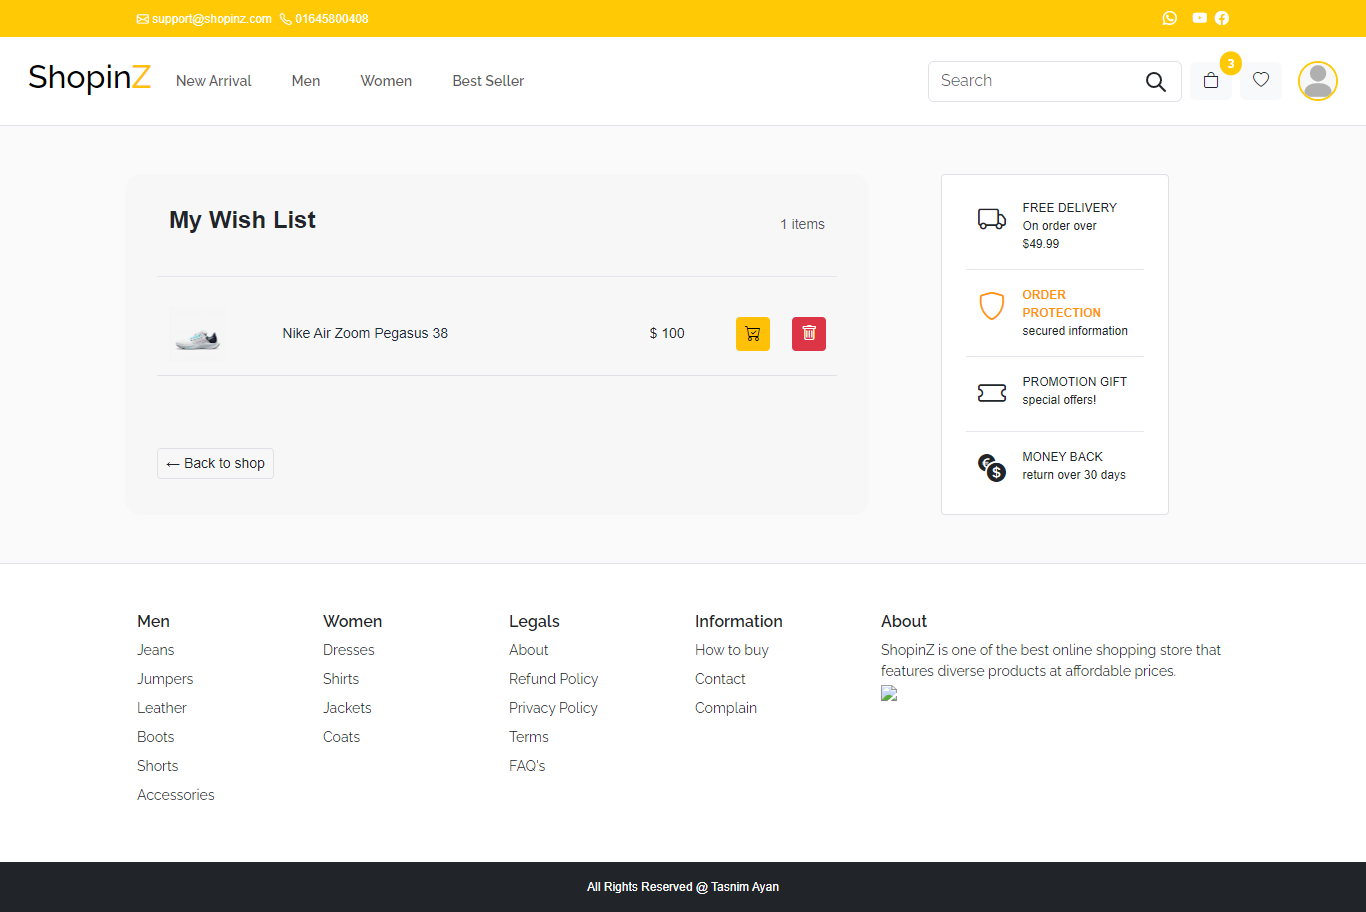 support@shopinz.com 01645800408
ShopinZ New Arrival Men Women Best Seller Search 3
My Wish List
1 items
Nike Air Zoom Pegasus 38 $ 100
← Back to shop
FREE DELIVERY
On order over
$49.99
ORDER
PROTECTION
secured information
PROMOTION GIFT
special offers!
€ $
MONEY BACK
return over 30 days
Men
Jeans
Jumpers
Leather
Boots
Shorts
Accessories
Women
Dresses
Shirts
Jackets
Coats
Legals
About
Refund Policy
Privacy Policy
Terms
FAQ's
Information
How to buy
Contact
Complain
About
ShopinZ is one of the best online shopping store that
features diverse products at affordable prices.
All Rights Reserved @ Tasnim Ayan